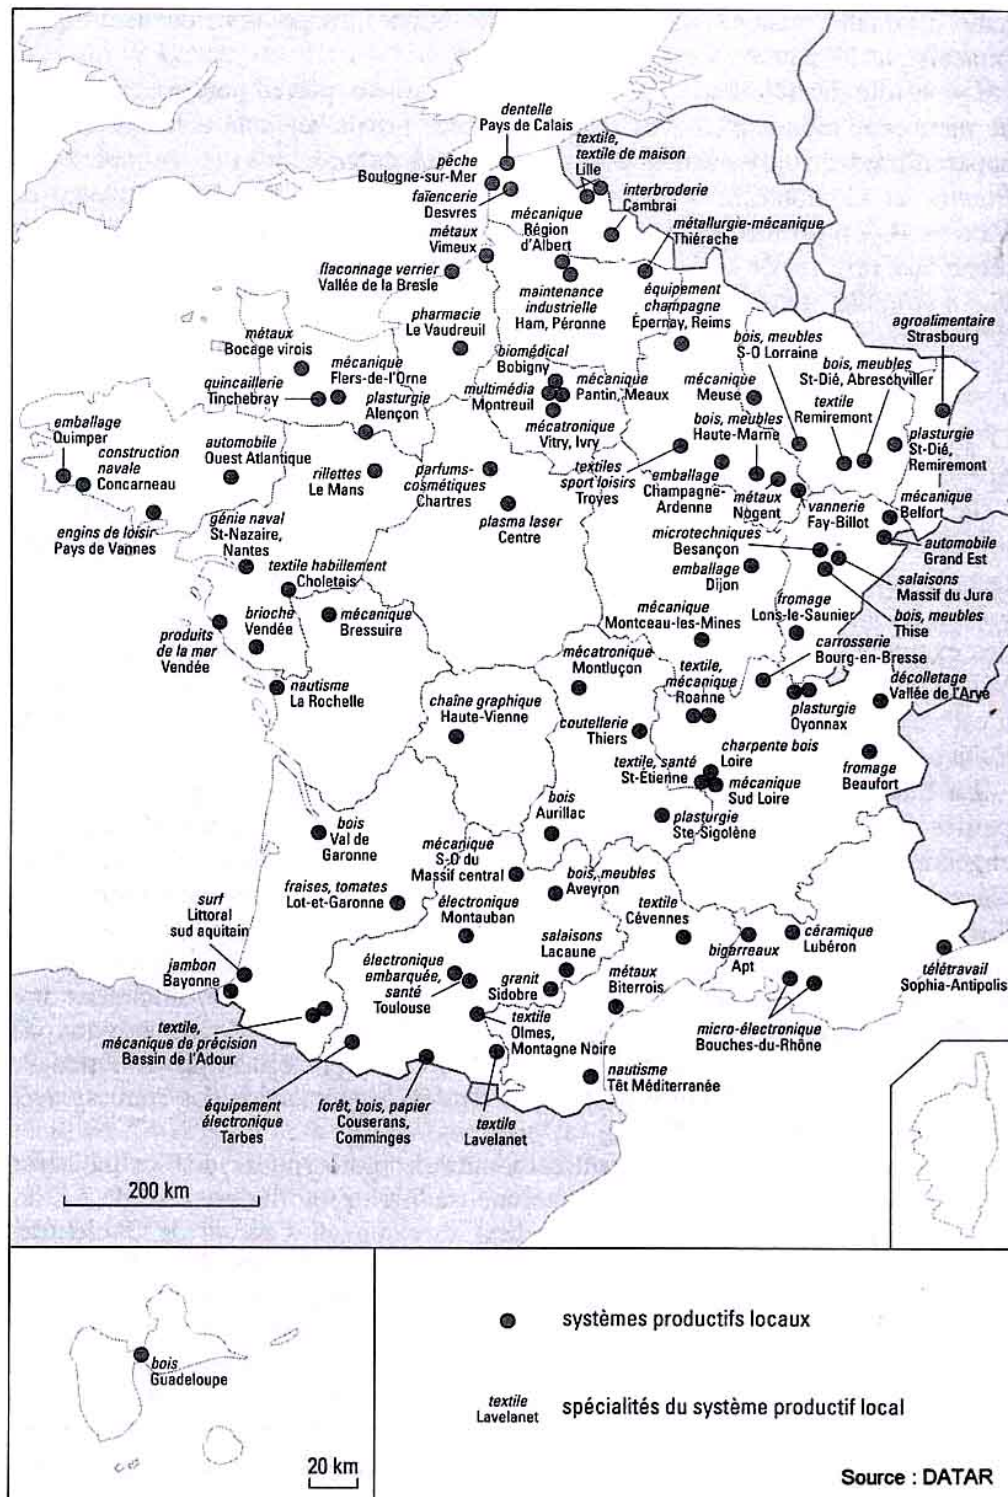 dentelle
Pays de Calais
textile,
textile de maison
Lille
pêche
Boulogne-sur-Mer
faïencerie
Desvres
interbroderie
Cambrai
mécanique
Région
d'Albert
métallurgie-mécanique
Thiérache
métaux
Vimeux
flaconnage verrier
Vallée de la Bresle
maintenance
industrielle
Ham, Péronne
équipement
champagne
Épernay, Reims
pharmacie
Le Vaudreuil
agroalimentaire
Strasbourg
bois, meubles
S-O Lorraine
bois, meubles
St-Dié, Abreschviller
métaux
Bocage virois
mécanique
Flers-de-l'Orne
biomédical
Bobigny
quincaillerie
Tinchebray
plasturgie
Alençon
multimédia
Montreuil
mécanique
Pantin, Meaux
mécanique
Meuse
textile
Remiremont
bois, meubles
Haute-Marne
mécatronique
Vitry, Ivry
emballage
Quimper
construction
navale
Concarneau
automobile
Ouest Atlantique
rillettes
Le Mans
parfums-
cosmétiques
Chartres
textiles
sport loisirs
Troyes
emballage
Champagne-
Ardenne
plasturgie
St-Dié,
Remiremont
métaux
Nogent
vannerie
Fay-Billot
mécanique
Belfort
engins de loisir
Pays de Vannes
génie naval
St-Nazaire,
Nantes
plasma laser
Centre
microtechniques
Besançon
automobile
Grand Est
textile habillement
Choletais
emballage
Dijon
salaisons
Massif du Jura
brioche
Vendée
mécanique
Bressuire
mécanique
Montceau-les-Mines
fromage
Lons-le-Saunier
bois, meubles
Thise
produits
de la mer
Vendée
mécatronique
Montluçon
carrosserie
Bourg-en-Bresse
textile,
mécanique
Roanne
décolletage
Vallée de l'Arve
nautisme
La Rochelle
chaîne graphique
Haute-Vienne
plasturgie
Oyonnax
coutellerie
Thiers
charpente bois
Loire
textile, santé
St-Étienne
mécanique
Sud Loire
fromage
Beaufort
bois
Aurillac
plasturgie
Ste-Sigolène
bois
Val de
Garonne
mécanique
S-O du
Massif central
bois, meubles
Aveyron
fraises, tomates
Lot-et-Garonne
électronique
Montauban
textile
Cévennes
surf
Littoral
sud aquitain
céramique
Lubéron
bigarreaux
Apt
salaisons
Lacaune
jambon
Bayonne
électronique
embarquée,
santé
Toulouse
granit
Sidobre
métaux
Biterrois
télétravail
Sophia-Antipolis
textile,
mécanique de précision
Bassin de l'Adour
textile
Olmes,
Montagne Noire
micro-électronique
Bouches-du-Rhône
nautisme
Têt Méditerranée
équipement
électronique
Tarbes
forêt, bois, papier
Couserans,
Comminges
textile
Lavelanet
200 km
bois
Guadeloupe
20 km
systèmes productifs locaux
textile
Lavelanet
spécialités du système productif local
Source : DATAR